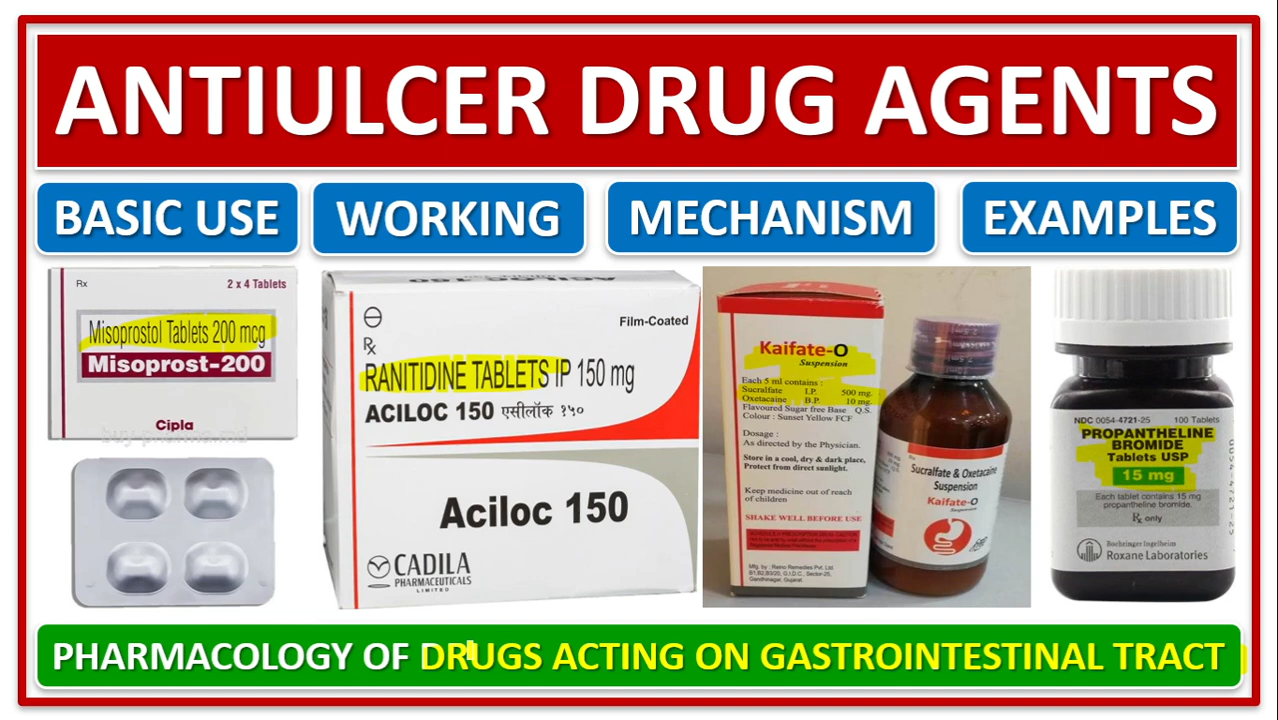 ANTIULCER DRUG AGENTS
BASIC USE
WORKING
MECHANISM
EXAMPLES
Rx
2 x 4 Tablets
Misoprostol Tablets 200 mcg
Misoprost-200
Cipla
buy-pharma.md
Film-Coated
Rx
RANITIDINE TABLETS IP 150 mg
ACILOC 150 एसीलॉक १५०
Aciloc 150
CADILA
PHARMACEUTICALS
LIMITED
Kaifate-O
Suspension
Each 5 ml contains :
Sucralfate I.P. 500 mg.
Oxetacaine B.P. 10 mg.
Flavoured Sugar free Base Q.S.
Colour : Sunset Yellow FCF
Dosage :
As directed by the Physician.
Store in a cool, dry & dark place,
Protect from direct sunlight.
Keep medicine out of reach
of children
SHAKE WELL BEFORE USE
Sucralfate & Oxetacaine
Suspension
Kaifate-O
Suspension
NDC 0054-4721-25 100 Tablets
PROPANTHELINE
BROMIDE
Tablets USP
15 mg
Each tablet contains 15 mg
propantheline bromide.
Rx only
Boehringer Ingelheim
Roxane Laboratories
PHARMACOLOGY OF DRUGS ACTING ON GASTROINTESTINAL TRACT